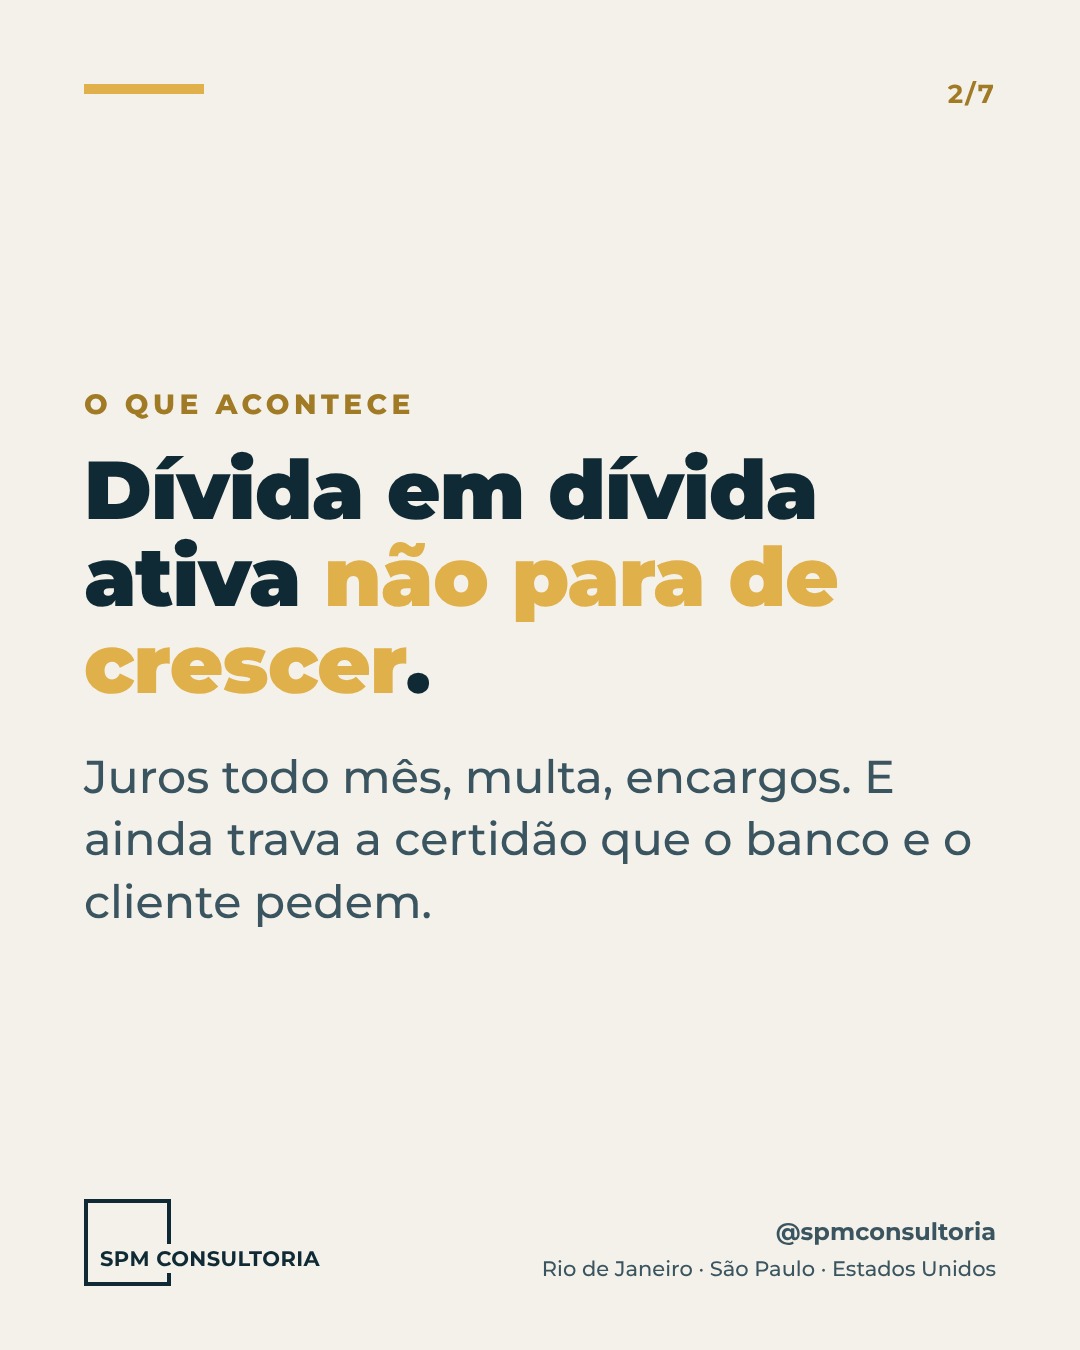 2/7
O QUE ACONTECE
Dívida em dívida
ativa não para de
crescer.
Juros todo mês, multa, encargos. E
ainda trava a certidão que o banco e o
cliente pedem.
SPM CONSULTORIA
@spmconsultoria
Rio de Janeiro · São Paulo · Estados Unidos